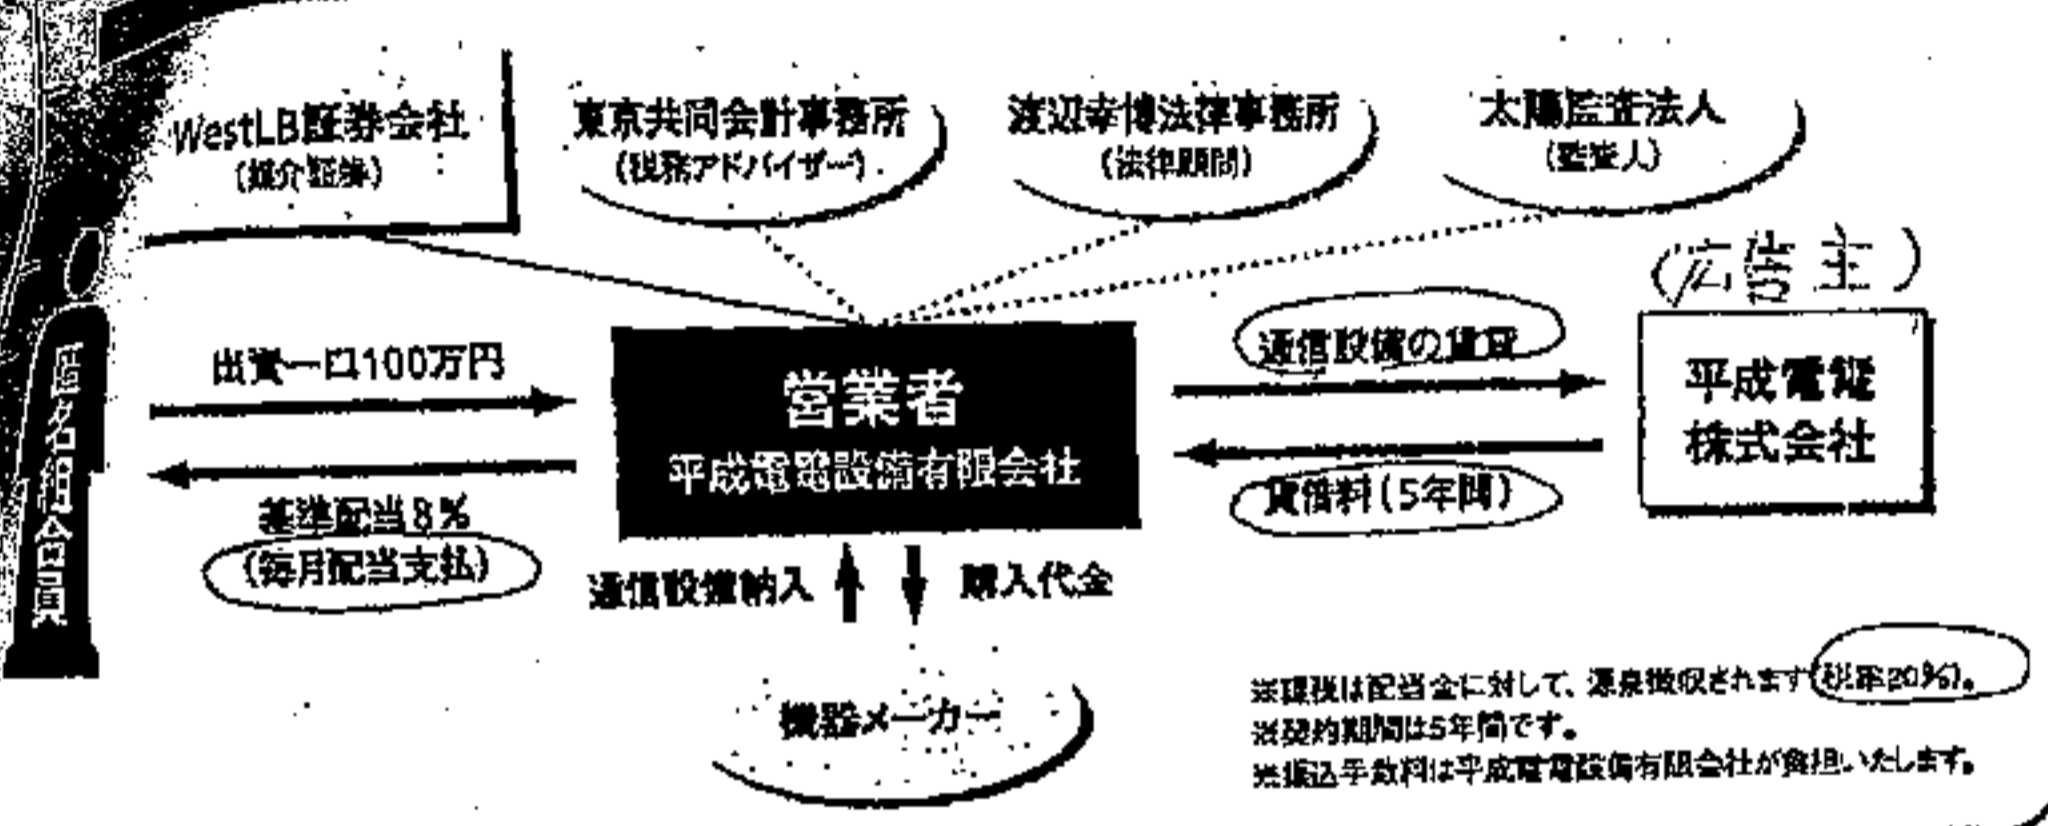 WestLB証券会社
(媒介証券)
東京共同会計事務所
(税務アドバイザー)
渡辺幸博法律事務所
(法律顧問)
太陽監査法人
(監査人)
(広告主)
匿名組合員
出資一口100万円
基準配当8%
(毎月配当支払)
営業者
平成電電設備有限会社
通信設備の賃貸
賃借料(5年間)
平成電電
株式会社
通信設備納入
購入代金
機器メーカー
※課税は配当金に対して、源泉徴収されます(税率20%)。
※契約期間は5年間です。
※振込手数料は平成電電設備有限会社が負担いたします。